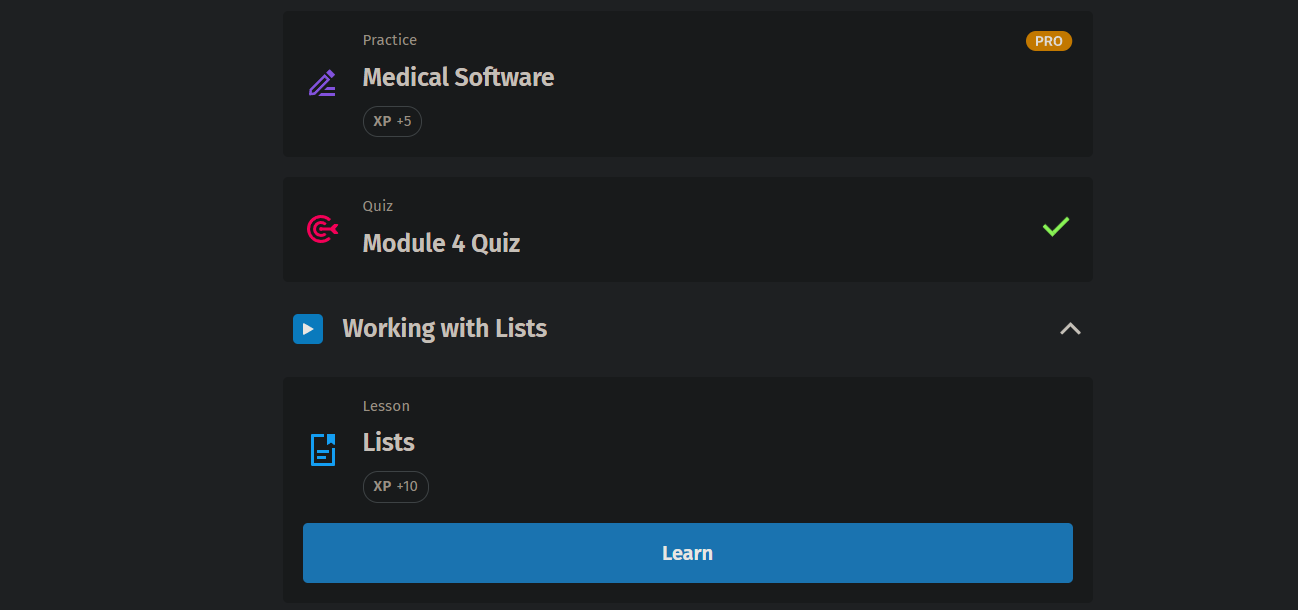 Practice
PRO
Medical Software
XP +5
Quiz
Module 4 Quiz
Working with Lists
Lesson
Lists
XP +10
Learn